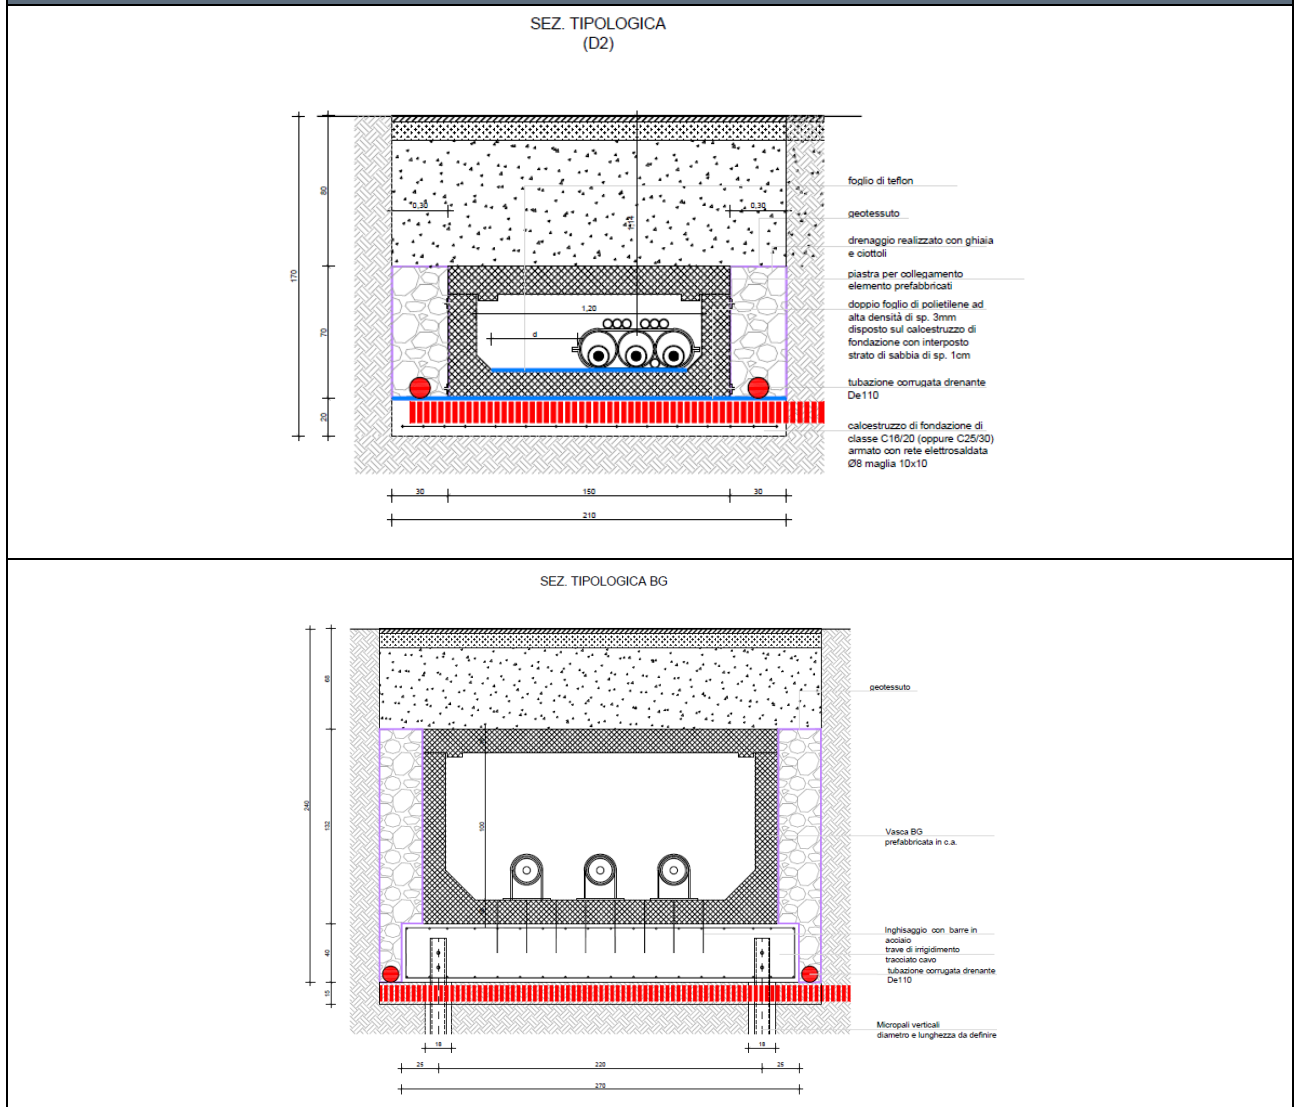 SEZ. TIPOLOGICA
(D2)
80
170
0,30
0,30
1,14
foglio di teflon
geotessuto
drenaggio realizzato con ghiaia
e ciottoli
piastra per collegamento
elemento prefabbricati
doppio foglio di polietilene ad
alta densità di sp. 3mm
disposto sul calcestruzzo di
fondazione con interposto
strato di sabbia di sp. 1cm
1,20
d
70
tubazione corrugata drenante
De110
20
calcestruzzo di fondazione di
classe C16/20 (oppure C25/30)
armato con rete elettrosaldata
Ø8 maglia 10x10
30
150
30
210
SEZ. TIPOLOGICA BG
68
geotessuto
240
132
100
Vasca BG
prefabbricata in c.a.
Inghisaggio con barre in
acciaio
trave di irrigidimento
tracciato cavo
tubazione corrugata drenante
De110
40
15
Micropali verticali
diametro e lunghezza da definire
18
18
25
220
25
270